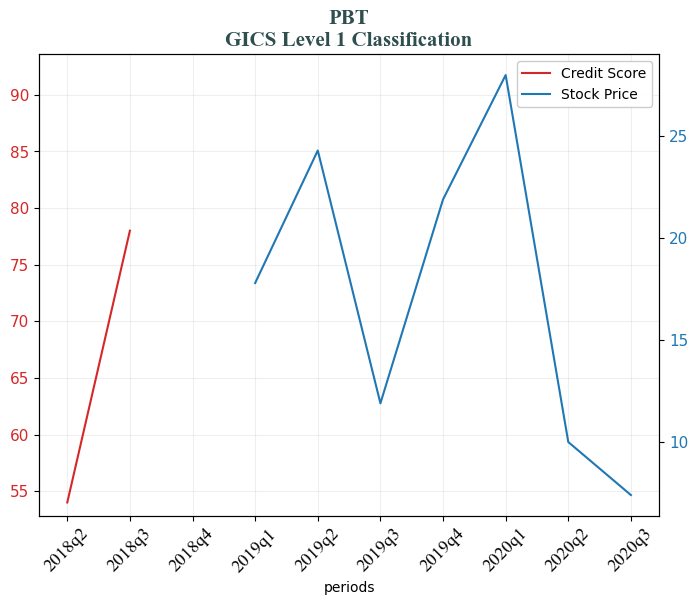 PBT
GICS Level 1 Classification
Credit Score
Stock Price
90
85
80
75
70
65
60
55
25
20
15
10
2018q2
2018q3
2018q4
2019q1
2019q2
2019q3
2019q4
2020q1
2020q2
2020q3
periods